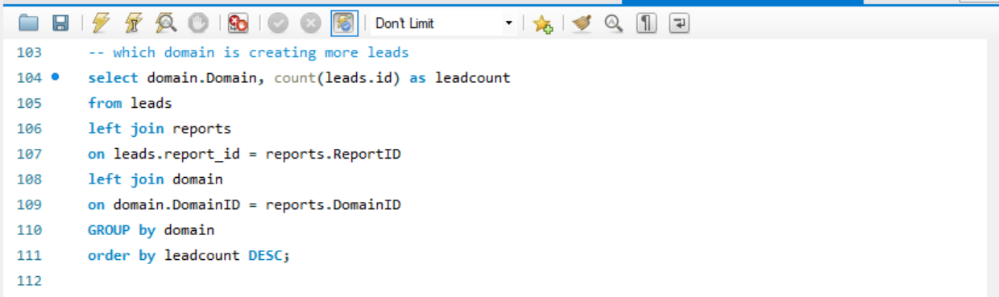 Don't Limit
103 -- which domain is creating more leads
104 select domain.Domain, count(leads.id) as leadcount
105 from leads
106 left join reports
107 on leads.report_id = reports.ReportID
108 left join domain
109 on domain.DomainID = reports.DomainID
110 GROUP by domain
111 order by leadcount DESC;
112